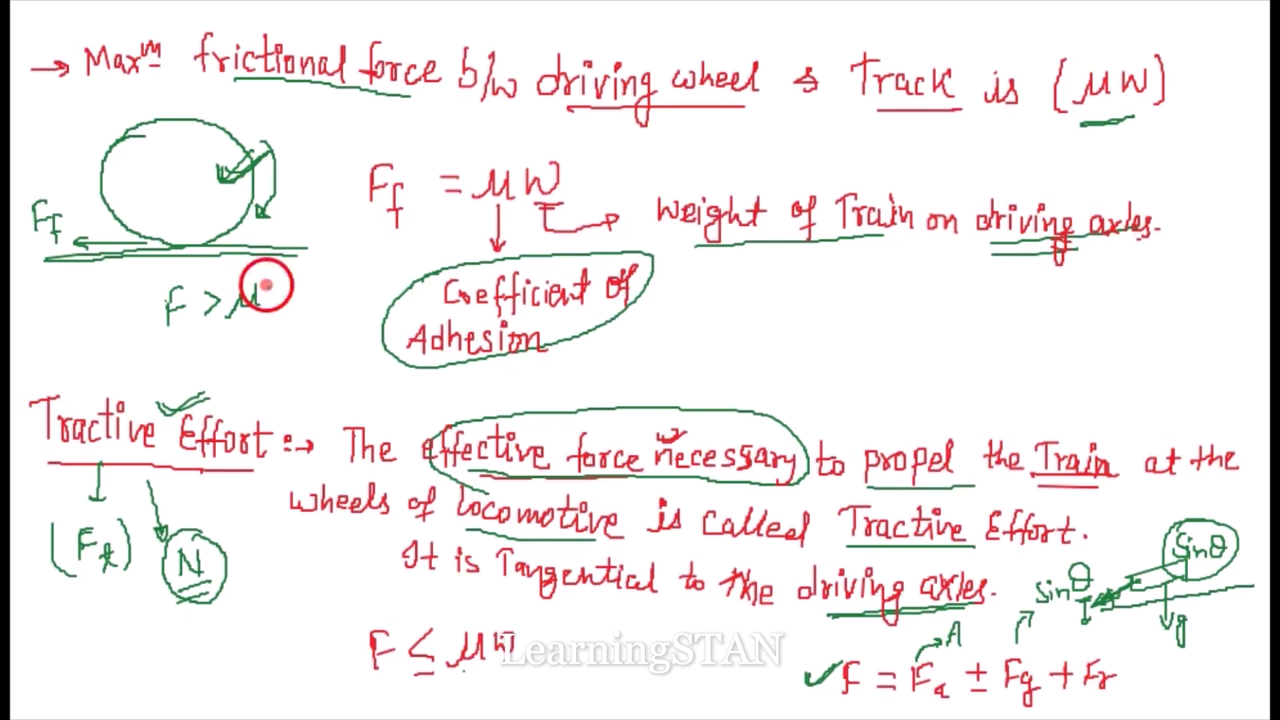 → Maxᵐ frictional force b/w driving wheel & Track is (μW)
Ff = μW
→ Weight of Train on driving axles.
Ff
Coefficient of
Adhesion
F > μ
Tractive Effort :→ The effective force necessary to propel the Train at the
wheels of locomotive is called Tractive Effort.
(Ft)
N
It is Tangential to the driving axles.
sinθ
sinθ
g
F ≤ μW
A
F = Fa ± Fg + Fr
LearningSTAN